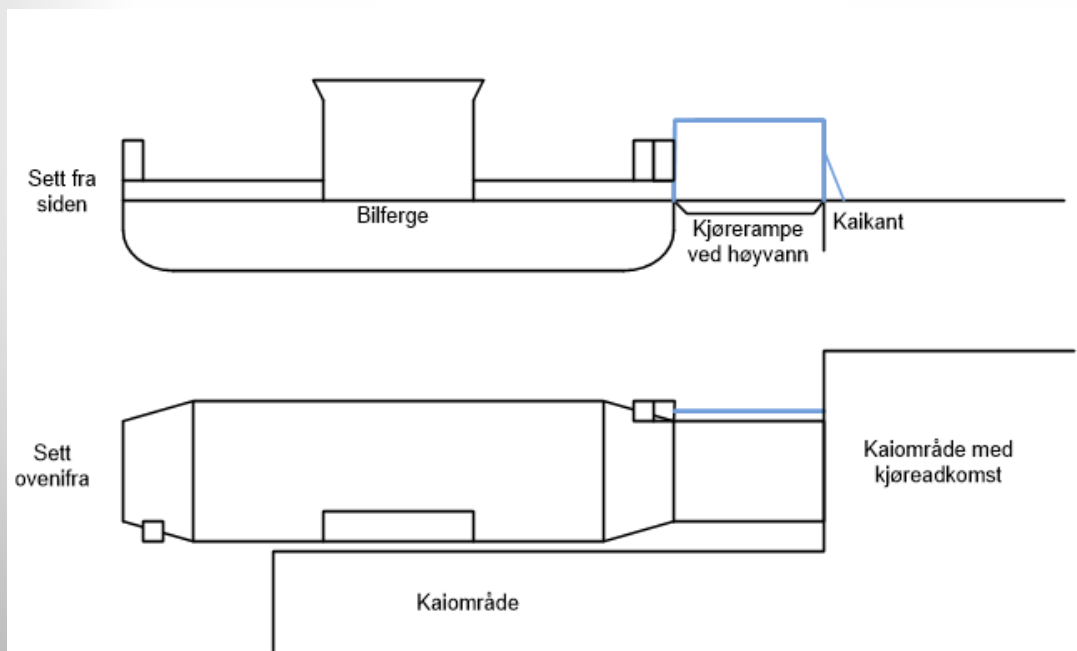 Sett fra
siden
Bilferge
Kjørerampe
ved høyvann
Kaikant
Sett
ovenifra
Kaiområde med
kjøreadkomst
Kaiområde